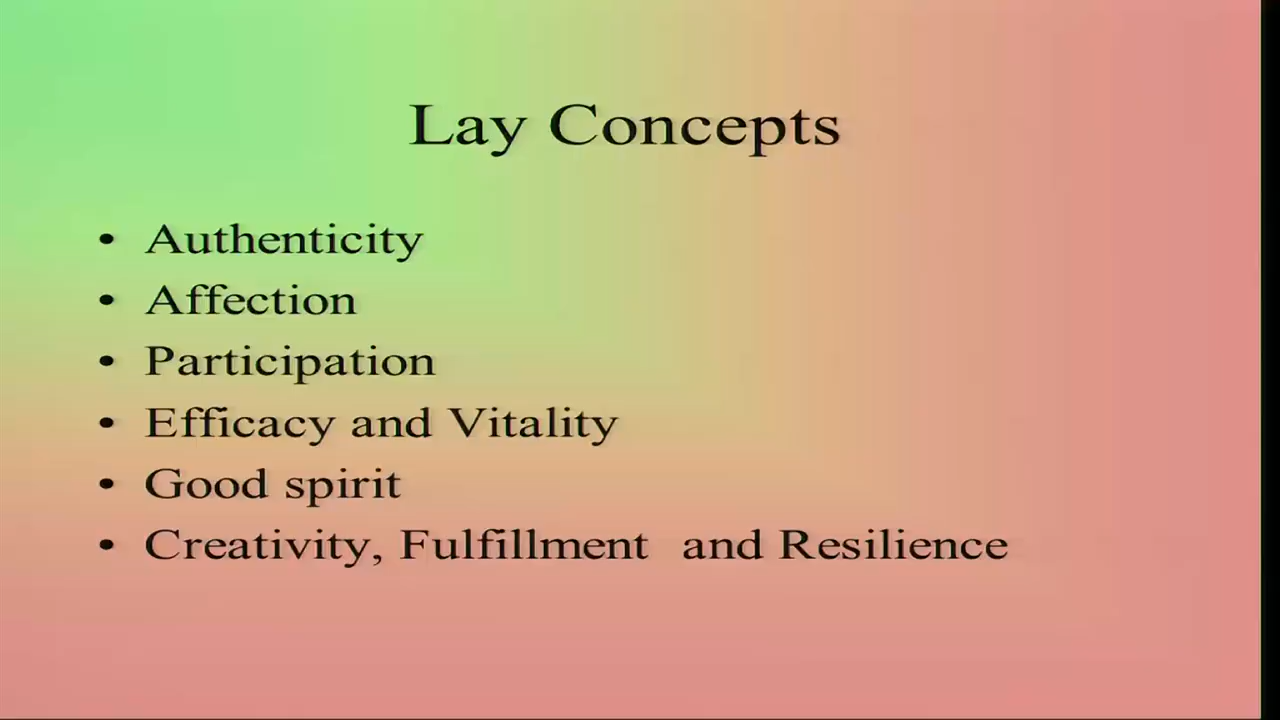 Lay Concepts
• Authenticity
• Affection
• Participation
• Efficacy and Vitality
• Good spirit
• Creativity, Fulfillment and Resilience